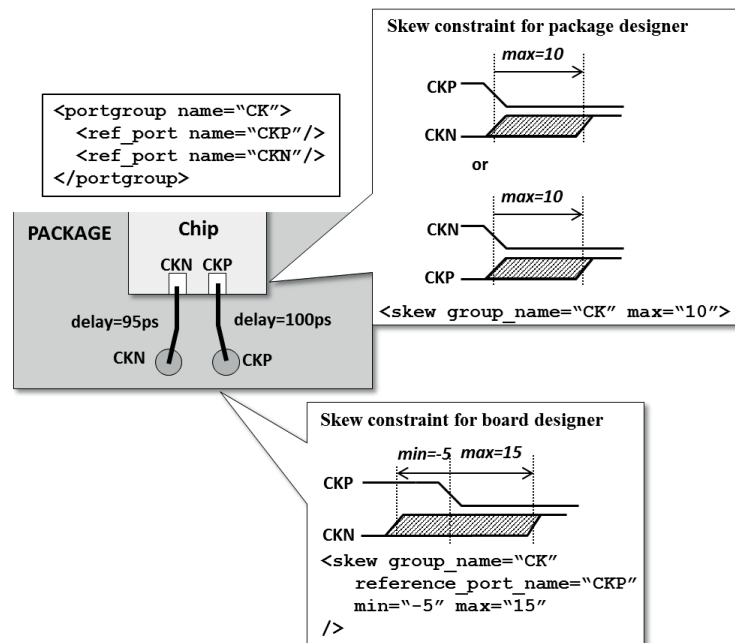 Skew constraint for package designer
max=10
CKP
CKN
or
max=10
CKN
CKP
<skew group_name=“CK” max=“10”>
<portgroup name=“CK”>
<ref_port name=“CKP”/>
<ref_port name=“CKN”/>
</portgroup>
PACKAGE
Chip
CKN CKP
delay=95ps
delay=100ps
CKN
CKP
Skew constraint for board designer
min=-5 max=15
CKP
CKN
<skew group_name=“CK”
reference_port_name=“CKP”
min=“-5” max=“15”
/>